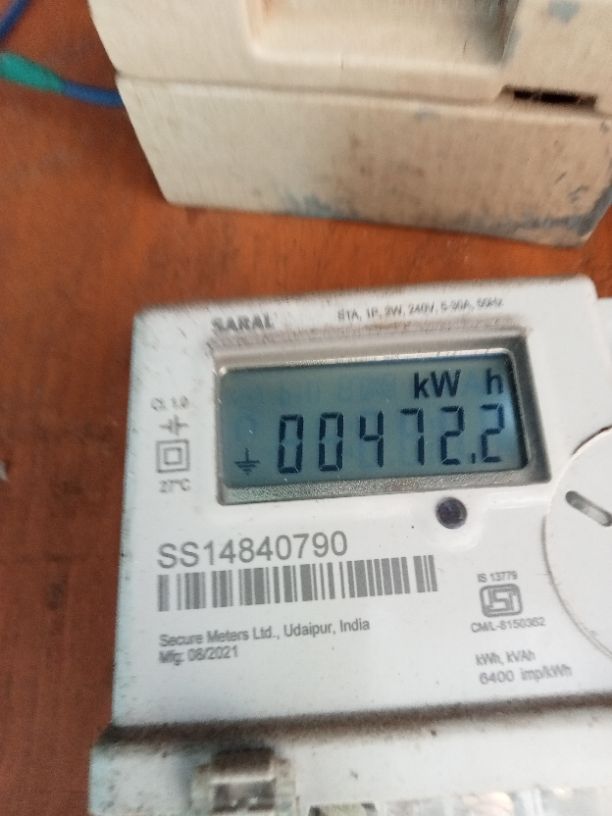 SARAL
STA, 1P, 2W, 240V, 5-30A, 50Hz
kW h
00472.2
Cl. 1.0
27°C
SS14840790
Secure Meters Ltd., Udaipur, India
Mfg: 08/2021
IS 13779
CM/L-8150362
kWh, kVAh
6400 imp/kWh